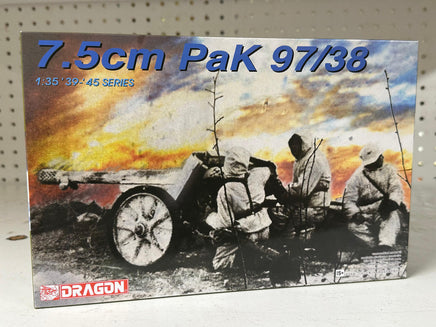 7.5cm PaK 97/38
1:35 '39-'45 SERIES
DRAGON